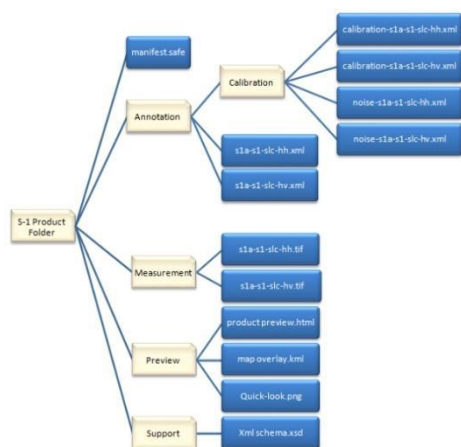 manifest.safe
calibration-s1a-s1-slc-hh.xml
calibration-s1a-s1-slc-hv.xml
Calibration
noise-s1a-s1-slc-hh.xml
Annotation
noise-s1a-s1-slc-hv.xml
s1a-s1-slc-hh.xml
s1a-s1-slc-hv.xml
S-1 Product
Folder
s1a-s1-slc-hh.tif
Measurement
s1a-s1-slc-hv.tif
product preview.html
Preview
map overlay.kml
Quick-look.png
Support
Xml schema.xsd